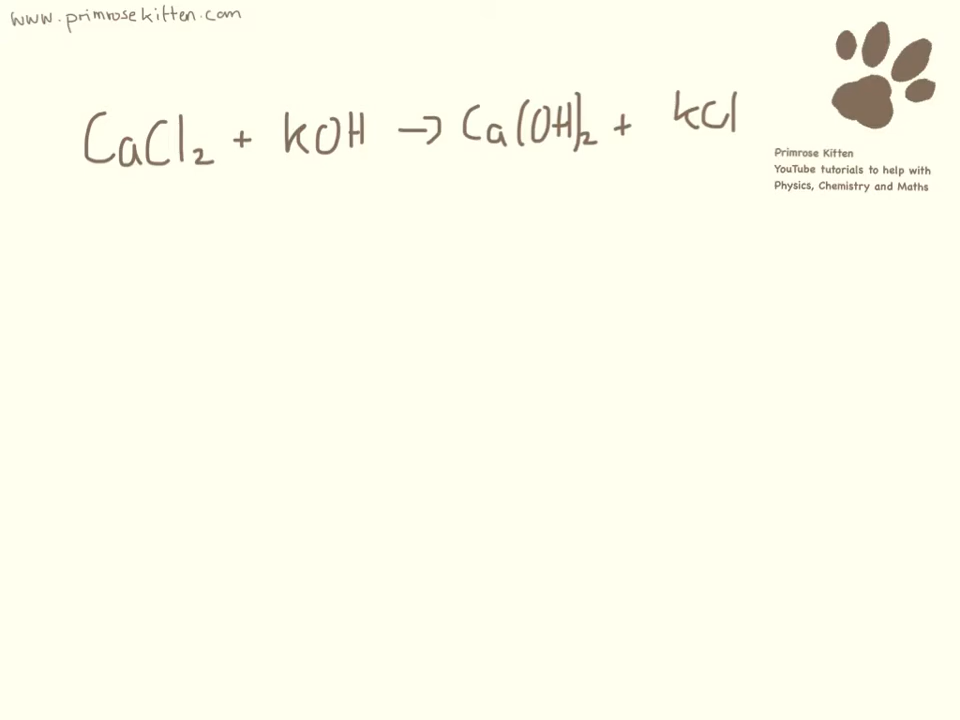 www.primrosekitten.com
CaCl₂ + KOH → Ca(OH)₂ + KCl
Primrose Kitten
YouTube tutorials to help with
Physics, Chemistry and Maths